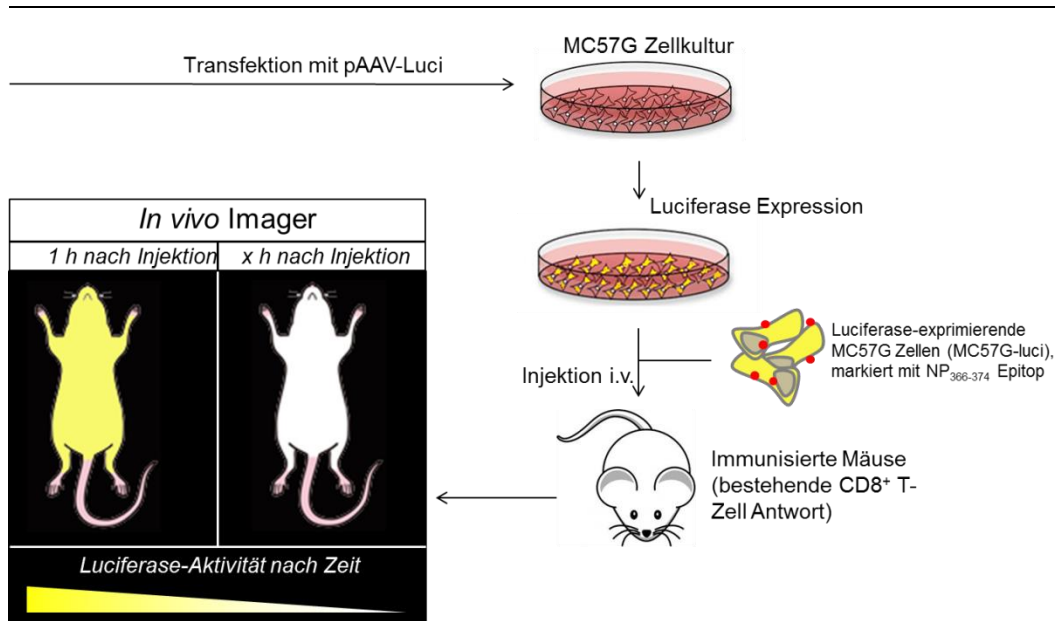 MC57G Zellkultur
Transfektion mit pAAV-Luci
Luciferase Expression
In vivo Imager
1 h nach Injektion
x h nach Injektion
Luciferase-exprimierende
MC57G Zellen (MC57G-luci),
markiert mit NP366-374 Epitop
Injektion i.v.
Immunisierte Mäuse
(bestehende CD8⁺ T-
Zell Antwort)
Luciferase-Aktivität nach Zeit